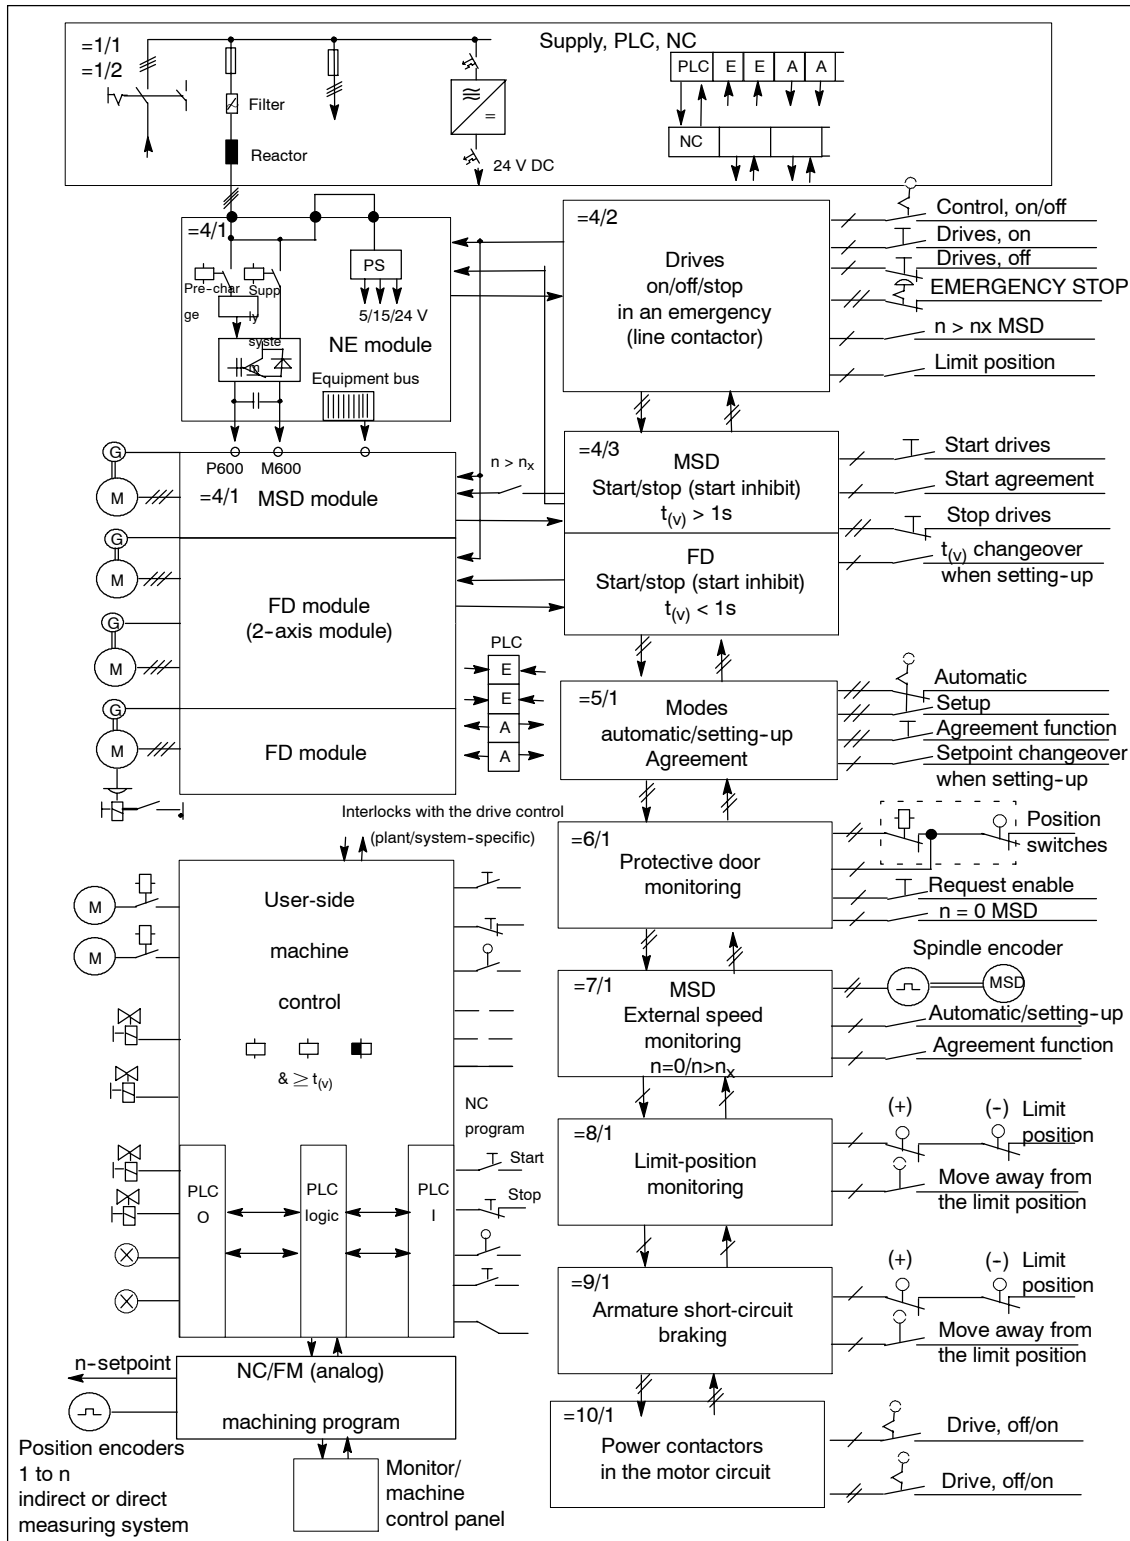 =1/1
=1/2
Supply, PLC, NC
PLC E E A A
Filter
NC
Reactor
24 V DC
=4/1
PS
Pre-char
ge
Supp
ly
syste
m
5/15/24 V
NE module
Equipment bus
=4/2
Drives
on/off/stop
in an emergency
(line contactor)
Control, on/off
Drives, on
Drives, off
EMERGENCY STOP
n > nx MSD
Limit position
G
M
P600
M600
=4/1
MSD module
n > nx
=4/3
MSD
Start/stop (start inhibit)
t(v) > 1s
FD
Start/stop (start inhibit)
t(v) < 1s
Start drives
Start agreement
Stop drives
t(v) changeover
when setting-up
G
M
FD module
(2-axis module)
G
M
PLC
E
E
A
A
G
M
FD module
=5/1
Modes
automatic/setting-up
Agreement
Automatic
Setup
Agreement function
Setpoint changeover
when setting-up
Interlocks with the drive control
(plant/system-specific)
=6/1
Protective door
monitoring
Position
switches
Request enable
n = 0 MSD
User-side
machine
control
M
M
& ≥ t(v)
=7/1
MSD
External speed
monitoring
n=0/n>nx
Spindle encoder
MSD
Automatic/setting-up
Agreement function
NC
program
Start
Stop
PLC
O
PLC
logic
PLC
I
=8/1
Limit-position
monitoring
(+)
(-)
Limit
position
Move away from
the limit position
=9/1
Armature short-circuit
braking
(+)
(-)
Limit
position
Move away from
the limit position
n-setpoint
NC/FM (analog)
machining program
Position encoders
1 to n
indirect or direct
measuring system
Monitor/
machine
control panel
=10/1
Power contactors
in the motor circuit
Drive, off/on
Drive, off/on